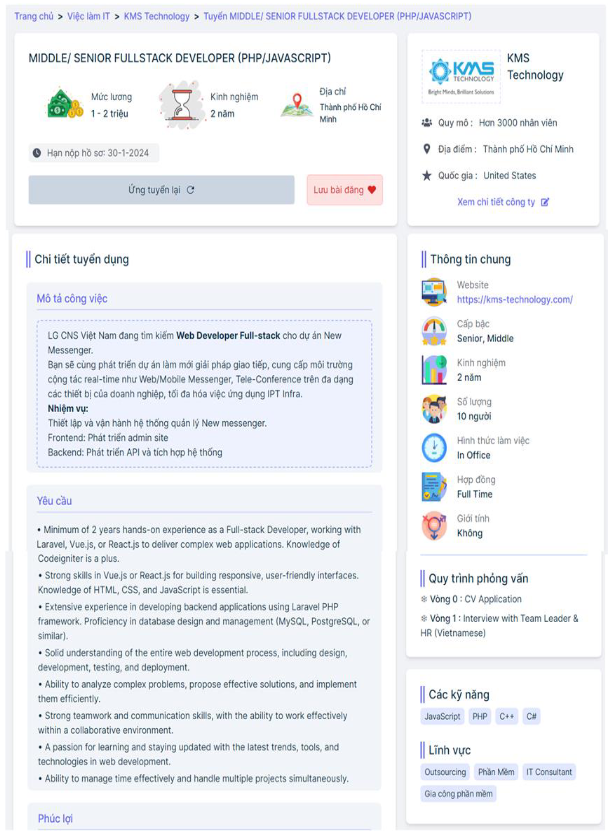 Trang chủ > Việc làm IT > KMS Technology > Tuyển MIDDLE/ SENIOR FULLSTACK DEVELOPER (PHP/JAVASCRIPT)
MIDDLE/ SENIOR FULLSTACK DEVELOPER (PHP/JAVASCRIPT)
Mức lương
1 - 2 triệu
Kinh nghiệm
2 năm
Địa chỉ
Thành phố Hồ Chí
Minh
Hạn nộp hồ sơ: 30-1-2024
Ứng tuyển lại
Lưu bài đăng
KMS
TECHNOLOGY
Bright Minds, Brilliant Solutions
KMS
Technology
Quy mô : Hơn 3000 nhân viên
Địa điểm : Thành phố Hồ Chí Minh
Quốc gia : United States
Xem chi tiết công ty
Chi tiết tuyển dụng
Mô tả công việc
LG CNS Việt Nam đang tìm kiếm Web Developer Full-stack cho dự án New
Messenger.
Bạn sẽ cùng phát triển dự án làm mới giải pháp giao tiếp, cung cấp môi trường
cộng tác real-time như Web/Mobile Messenger, Tele-Conference trên đa dạng
các thiết bị của doanh nghiệp, tối đa hóa việc ứng dụng IPT Infra.
Nhiệm vụ:
Thiết lập và vận hành hệ thống quản lý New messenger.
Frontend: Phát triển admin site
Backend: Phát triển API và tích hợp hệ thống
Yêu cầu
• Minimum of 2 years hands-on experience as a Full-stack Developer, working with
Laravel, Vue.js, or React.js to deliver complex web applications. Knowledge of
Codeigniter is a plus.
• Strong skills in Vue.js or React.js for building responsive, user-friendly interfaces.
Knowledge of HTML, CSS, and JavaScript is essential.
• Extensive experience in developing backend applications using Laravel PHP
framework. Proficiency in database design and management (MySQL, PostgreSQL, or
similar).
• Solid understanding of the entire web development process, including design,
development, testing, and deployment.
• Ability to analyze complex problems, propose effective solutions, and implement
them efficiently.
• Strong teamwork and communication skills, with the ability to work effectively
within a collaborative environment.
• A passion for learning and staying updated with the latest trends, tools, and
technologies in web development.
• Ability to manage time effectively and handle multiple projects simultaneously.
Phúc lợi
Thông tin chung
Website
https://kms-technology.com/
Cấp bậc
Senior, Middle
Kinh nghiệm
2 năm
Số lượng
10 người
Hình thức làm việc
In Office
Hợp đồng
Full Time
Giới tính
Không
Quy trình phỏng vấn
❄ Vòng 0 : CV Application
❄ Vòng 1 : Interview with Team Leader &
HR (Vietnamese)
Các kỹ năng
JavaScript PHP C++ C#
Lĩnh vực
Outsourcing Phần Mềm IT Consultant
Gia công phần mềm